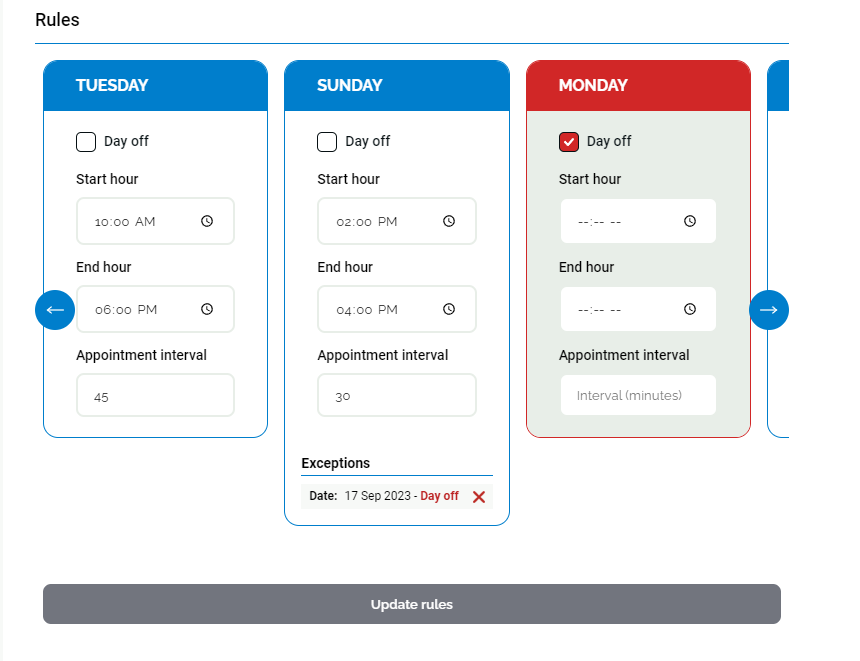 Rules
TUESDAY
Day off
Start hour
10:00 AM
End hour
06:00 PM
Appointment interval
45
SUNDAY
Day off
Start hour
02:00 PM
End hour
04:00 PM
Appointment interval
30
Exceptions
Date: 17 Sep 2023 - Day off
MONDAY
Day off
Start hour
--:-- --
End hour
--:-- --
Appointment interval
Interval (minutes)
Update rules